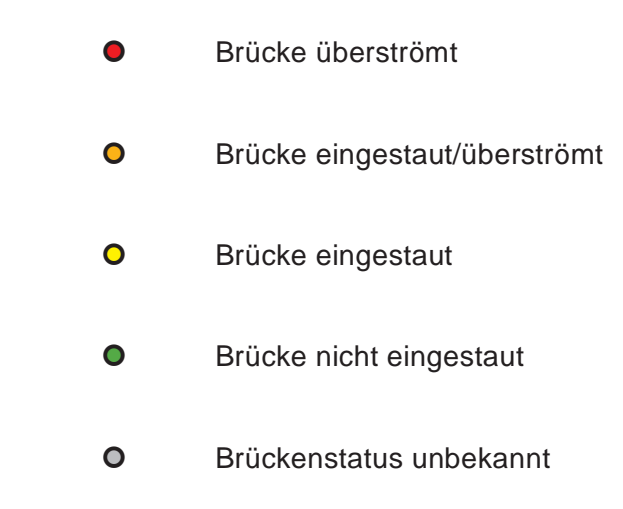 Brücke überströmt
Brücke eingestaut/überströmt
Brücke eingestaut
Brücke nicht eingestaut
Brückenstatus unbekannt